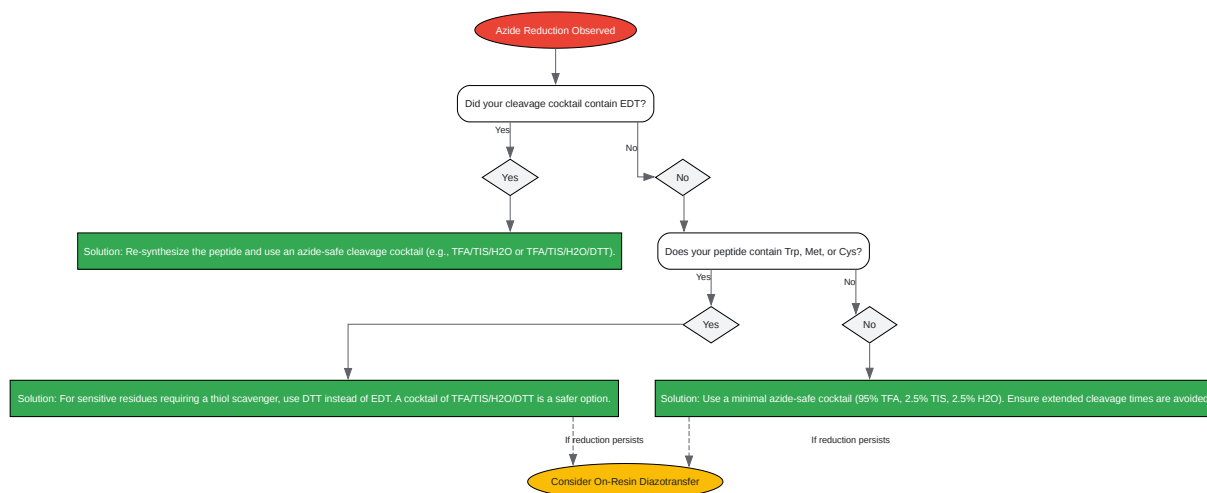 Azide Reduction Observed
Did your cleavage cocktail contain EDT?
Yes
No
Yes
No
Solution: Re-synthesize the peptide and use an azide-safe cleavage cocktail (e.g., TFA/TIS/H2O or TFA/TIS/H2O/DTT).
Does your peptide contain Trp, Met, or Cys?
Yes
No
Yes
No
Solution: For sensitive residues requiring a thiol scavenger, use DTT instead of EDT. A cocktail of TFA/TIS/H2O/DTT is a safer option.
Solution: Use a minimal azide-safe cocktail (95% TFA, 2.5% TIS, 2.5% H2O). Ensure extended cleavage times are avoided
If reduction persists
If reduction persists
Consider On-Resin Diazotransfer